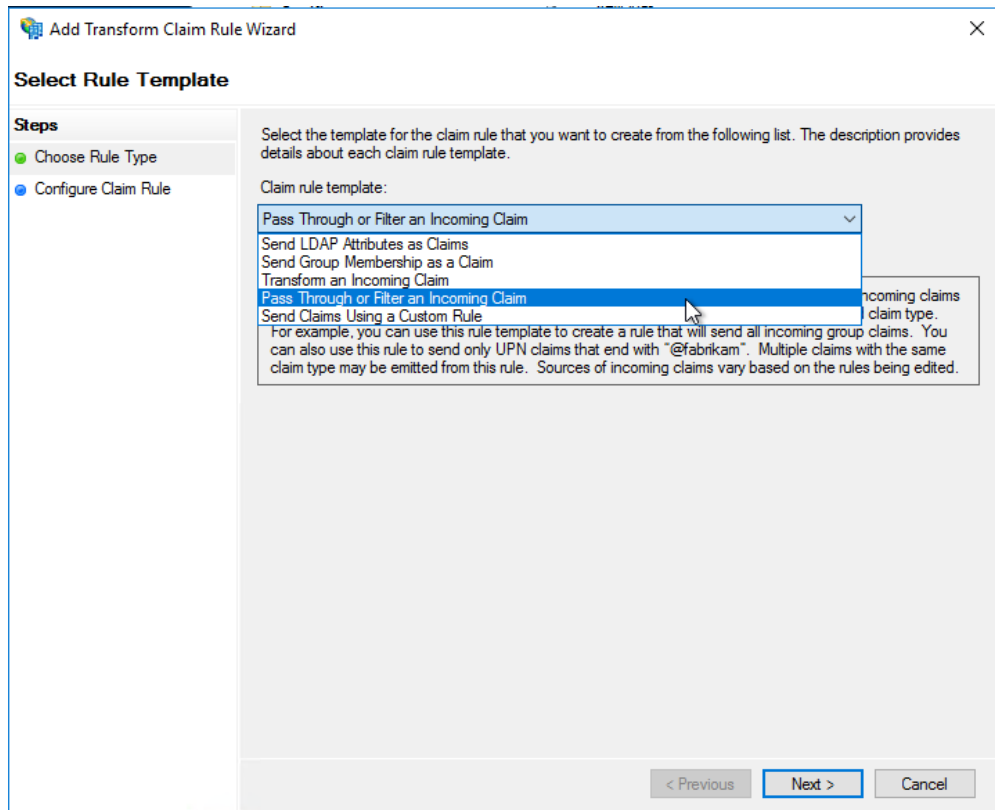 Add Transform Claim Rule Wizard
Select Rule Template
Steps
Choose Rule Type
Configure Claim Rule
Select the template for the claim rule that you want to create from the following list. The description provides
details about each claim rule template.
Claim rule template:
Pass Through or Filter an Incoming Claim
Send LDAP Attributes as Claims
Send Group Membership as a Claim
Transform an Incoming Claim
Pass Through or Filter an Incoming Claim
Send Claims Using a Custom Rule
ncoming claims
claim type.
For example, you can use this rule template to create a rule that will send all incoming group claims. You
can also use this rule to send only UPN claims that end with "@fabrikam". Multiple claims with the same
claim type may be emitted from this rule. Sources of incoming claims vary based on the rules being edited.
< Previous
Next >
Cancel